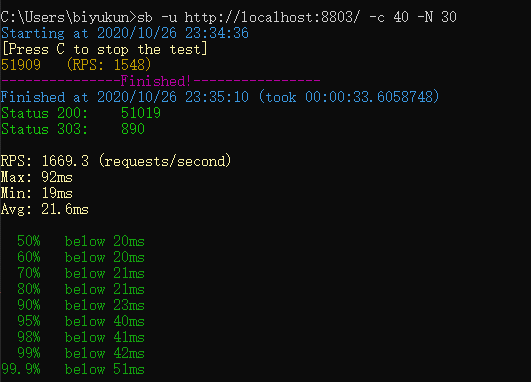 C:\Users\biyukun>sb -u http://localhost:8803/ -c 40 -N 30
Starting at 2020/10/26 23:34:36
[Press C to stop the test]
51909   (RPS: 1548)
---------------Finished!----------------
Finished at 2020/10/26 23:35:10 (took 00:00:33.6058748)
Status 200:    51019
Status 303:    890

RPS: 1669.3 (requests/second)
Max: 92ms
Min: 19ms
Avg: 21.6ms

  50%   below 20ms
  60%   below 20ms
  70%   below 21ms
  80%   below 21ms
  90%   below 23ms
  95%   below 40ms
  98%   below 41ms
  99%   below 42ms
99.9%   below 51ms